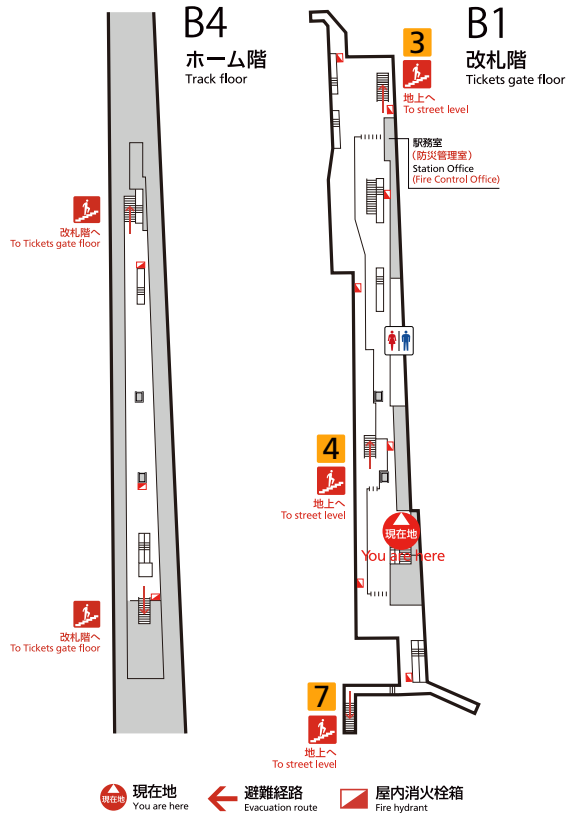 B4
ホーム階
Track floor
B1
改札階
Tickets gate floor
3
地上へ
To street level
駅務室
(防災管理室)
Station Office
(Fire Control Office)
改札階へ
To Tickets gate floor
4
地上へ
To street level
現在地
You are here
改札階へ
To Tickets gate floor
7
地上へ
To street level
現在地
現在地
You are here
避難経路
Evacuation route
屋内消火栓箱
Fire hydrant